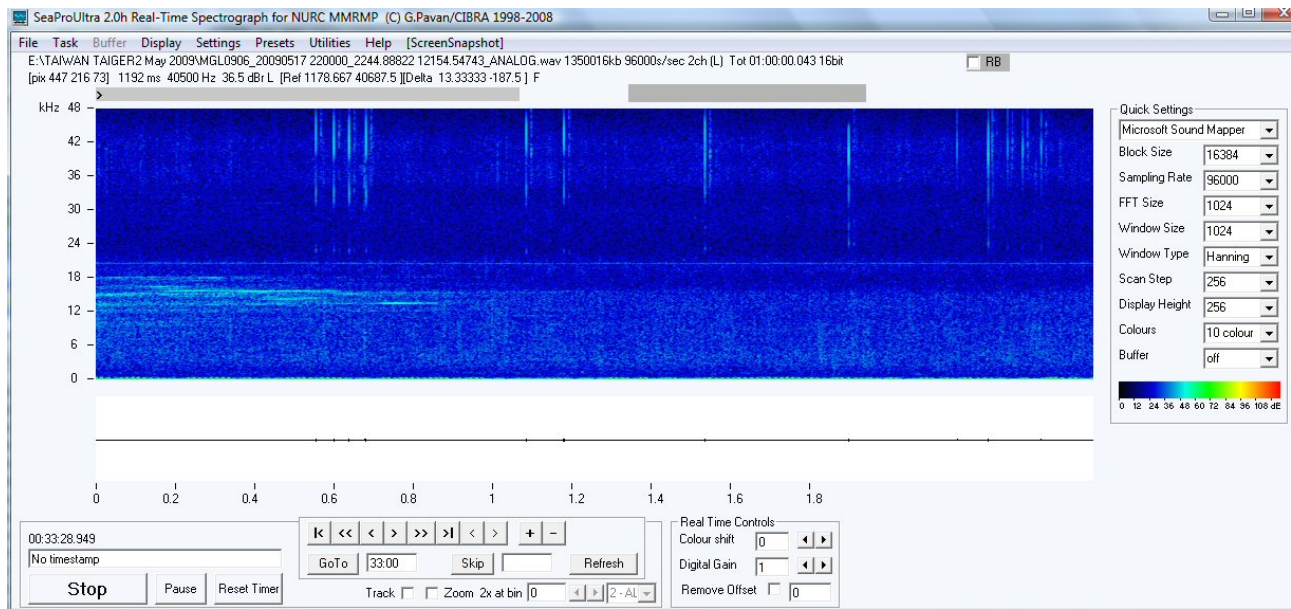 SeaProUltra 2.0h Real-Time Spectrograph for NURC MMRMP (C) G.Pavan/CIBRA 1998-2008
File Task Buffer Display Settings Presets Utilities Help [ScreenSnapshot]
E:\TAIWAN TAIGER2 May 2009\MGL0906_20090517 220000_2244.88822 12154.54743_ANALOG.wav 1350016kb 96000s/sec 2ch (L) Tot 01:00:00.043 16bit
RB
[pix 447 216 73] 1192 ms 40500 Hz 36.5 dBr L [Ref 1178.667 40687.5 ][Delta 13.33333 -187.5 ] F
>
kHz 48
42
36
30
24
18
12
6
0
0 0.2 0.4 0.6 0.8 1 1.2 1.4 1.6 1.8
Quick Settings
Microsoft Sound Mapper
Block Size 16384
Sampling Rate 96000
FFT Size 1024
Window Size 1024
Window Type Hanning
Scan Step 256
Display Height 256
Colours 10 colour
Buffer off
0 12 24 36 48 60 72 84 96 108 dE
00:33:28.949
No timestamp
Stop Pause Reset Timer
|< << < > >> >| < > + -
GoTo 33:00 Skip Refresh
Track Zoom 2x at bin 0 2 - AL
Real Time Controls
Colour shift 0
Digital Gain 1
Remove Offset 0